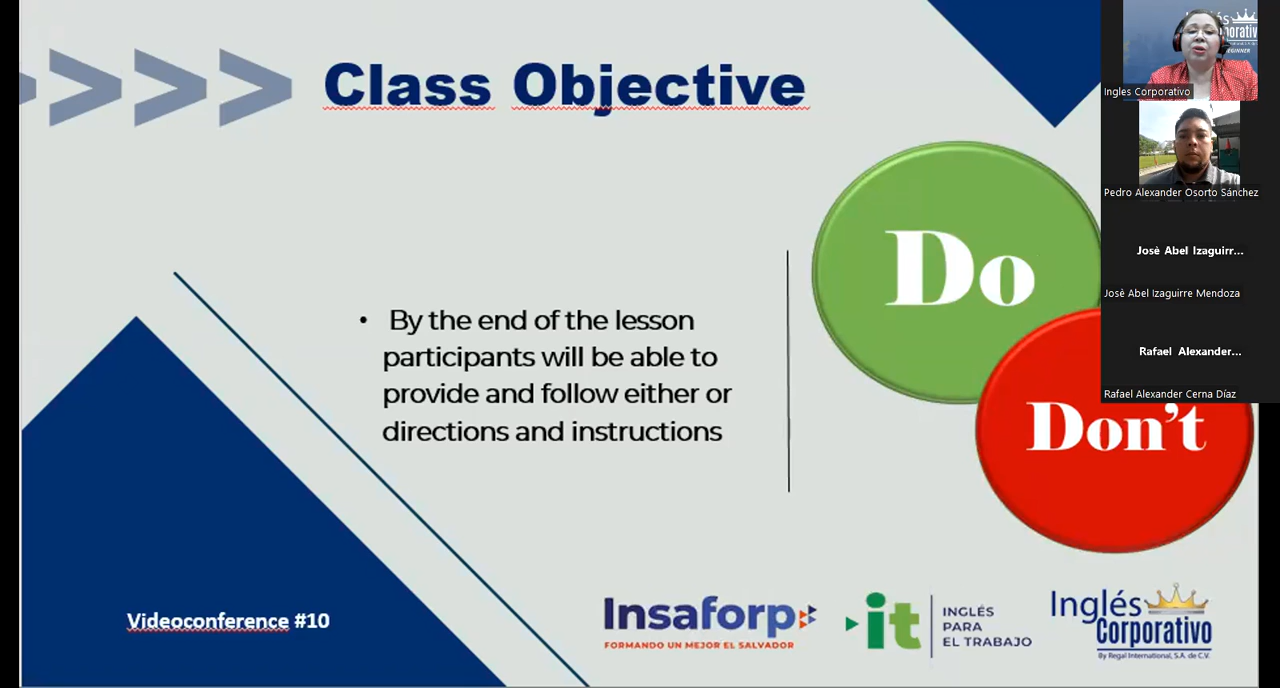 Class Objective
Do
Don't
• By the end of the lesson
participants will be able to
provide and follow either or
directions and instructions
Videoconference #10
Insaforp
FORMANDO UN MEJOR EL SALVADOR
it
INGLÉS
PARA
EL TRABAJO
Inglés
Corporativo
By Regal International, S.A. de C.V.
Ingles Corporativo
Pedro Alexander Osorto Sánchez
Josè Abel Izaguirr...
Josè Abel Izaguirre Mendoza
Rafael Alexander...
Rafael Alexander Cerna Díaz